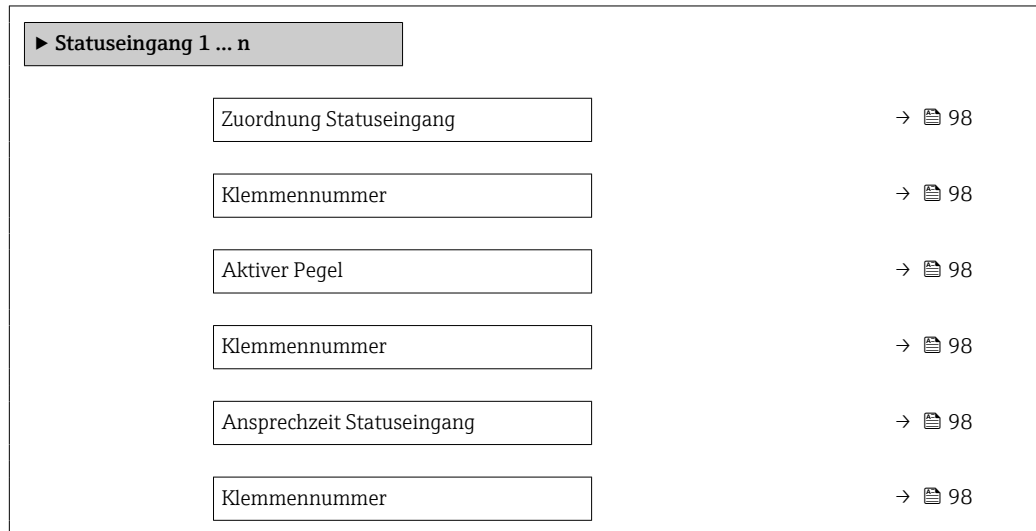 ▶ Statuseingang 1 … n
Zuordnung Statuseingang → 98
Klemmennummer → 98
Aktiver Pegel → 98
Klemmennummer → 98
Ansprechzeit Statuseingang → 98
Klemmennummer → 98